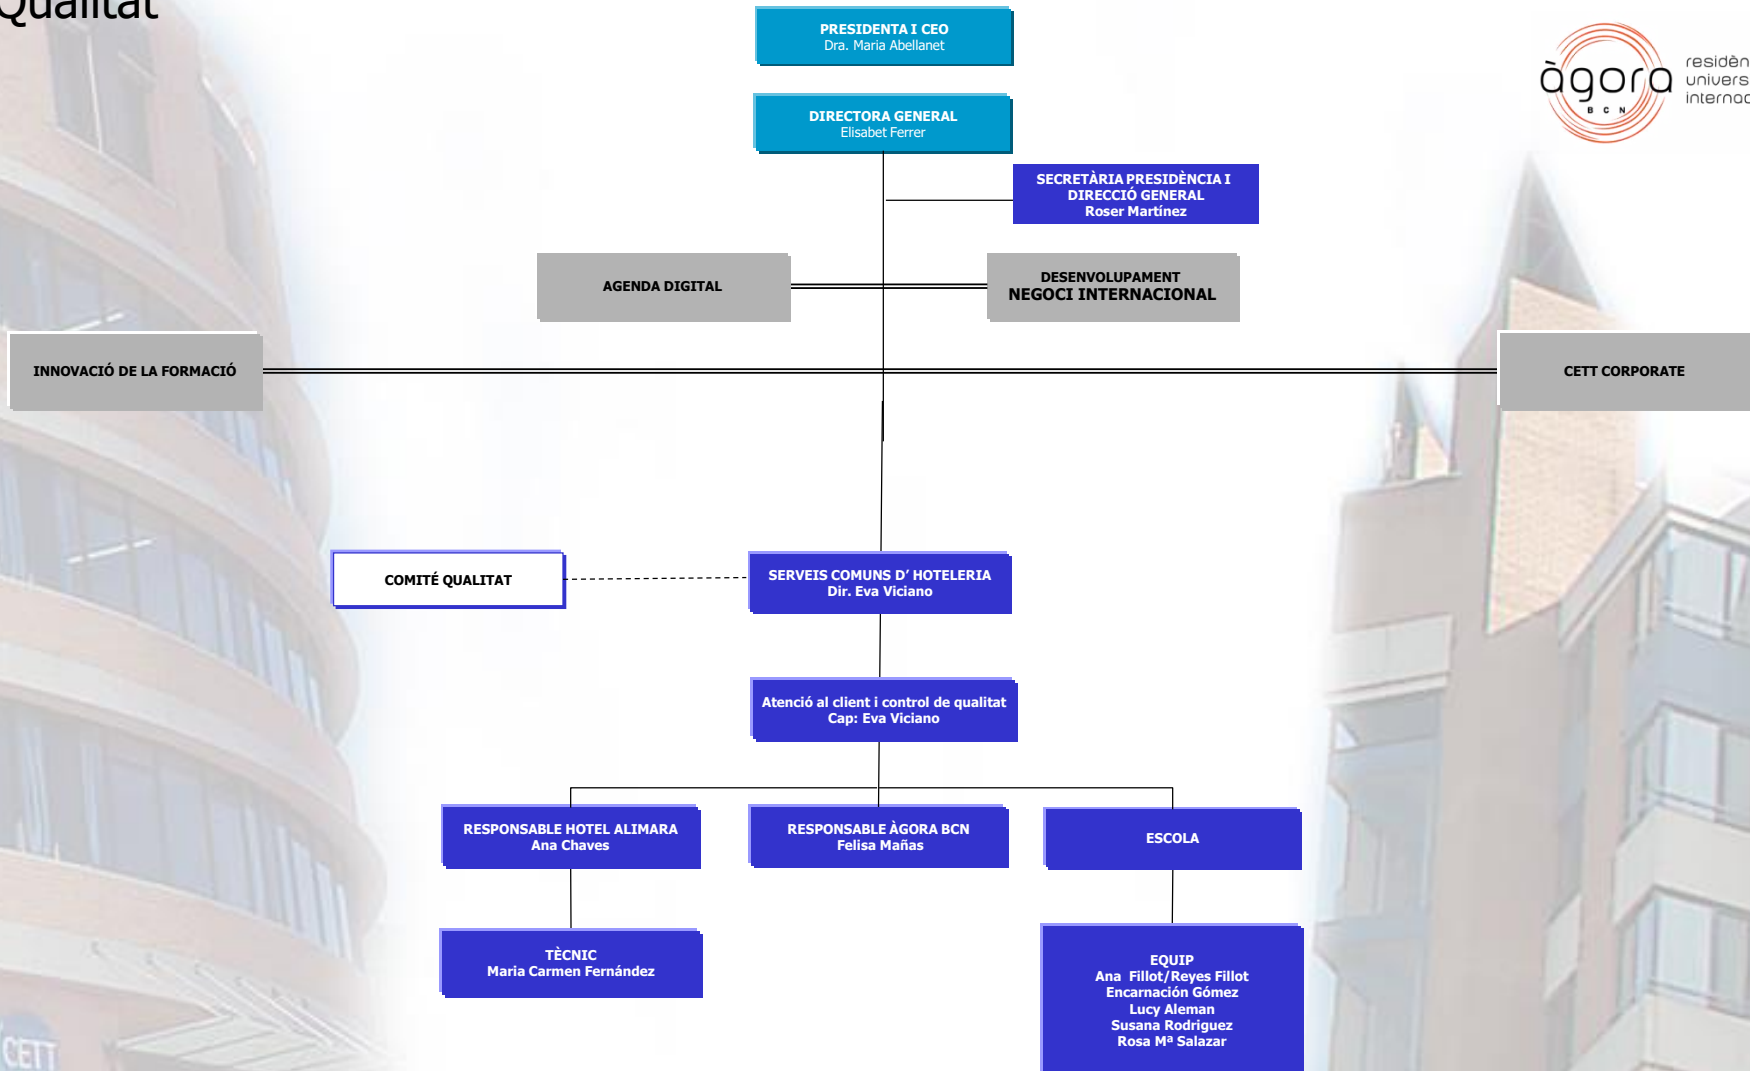 Qualitat
PRESIDENTA I CEO
Dra. Maria Abellanet
àgora
BCN
DIRECTORA GENERAL
Elisabet Ferrer
SECRETÀRIA PRESIDÈNCIA I
DIRECCIÓ GENERAL
Roser Martínez
AGENDA DIGITAL
DESENVOLUPAMENT
NEGOCI INTERNACIONAL
INNOVACIÓ DE LA FORMACIÓ
CETT CORPORATE
COMITÉ QUALITAT
SERVEIS COMUNS D’ HOTELERIA
Dir. Eva Viciano
Atenció al client i control de qualitat
Cap: Eva Viciano
RESPONSABLE HOTEL ALIMARA
Ana Chaves
RESPONSABLE ÀGORA BCN
Felisa Mañas
ESCOLA
TÈCNIC
Maria Carmen Fernández
EQUIP
Ana Fillot/Reyes Fillot
Encarnación Gómez
Lucy Aleman
Susana Rodriguez
Rosa Mª Salazar
CETT